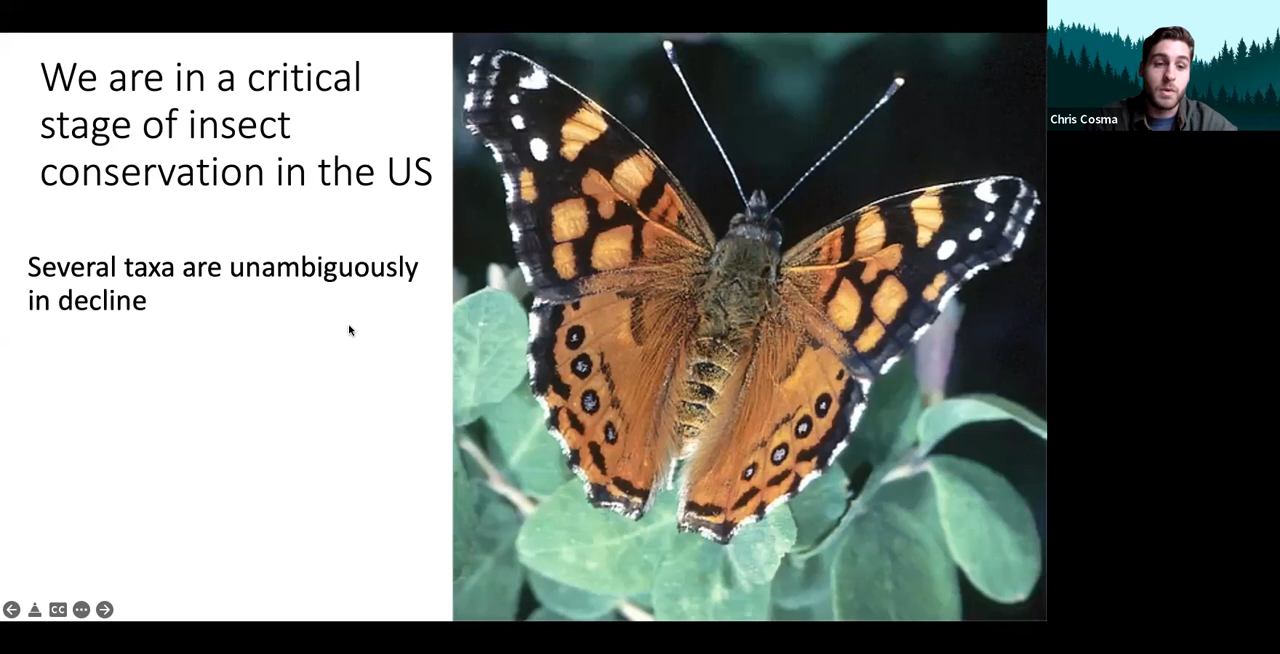 We are in a critical
stage of insect
conservation in the US
Several taxa are unambiguously
in decline
Chris Cosma
CC